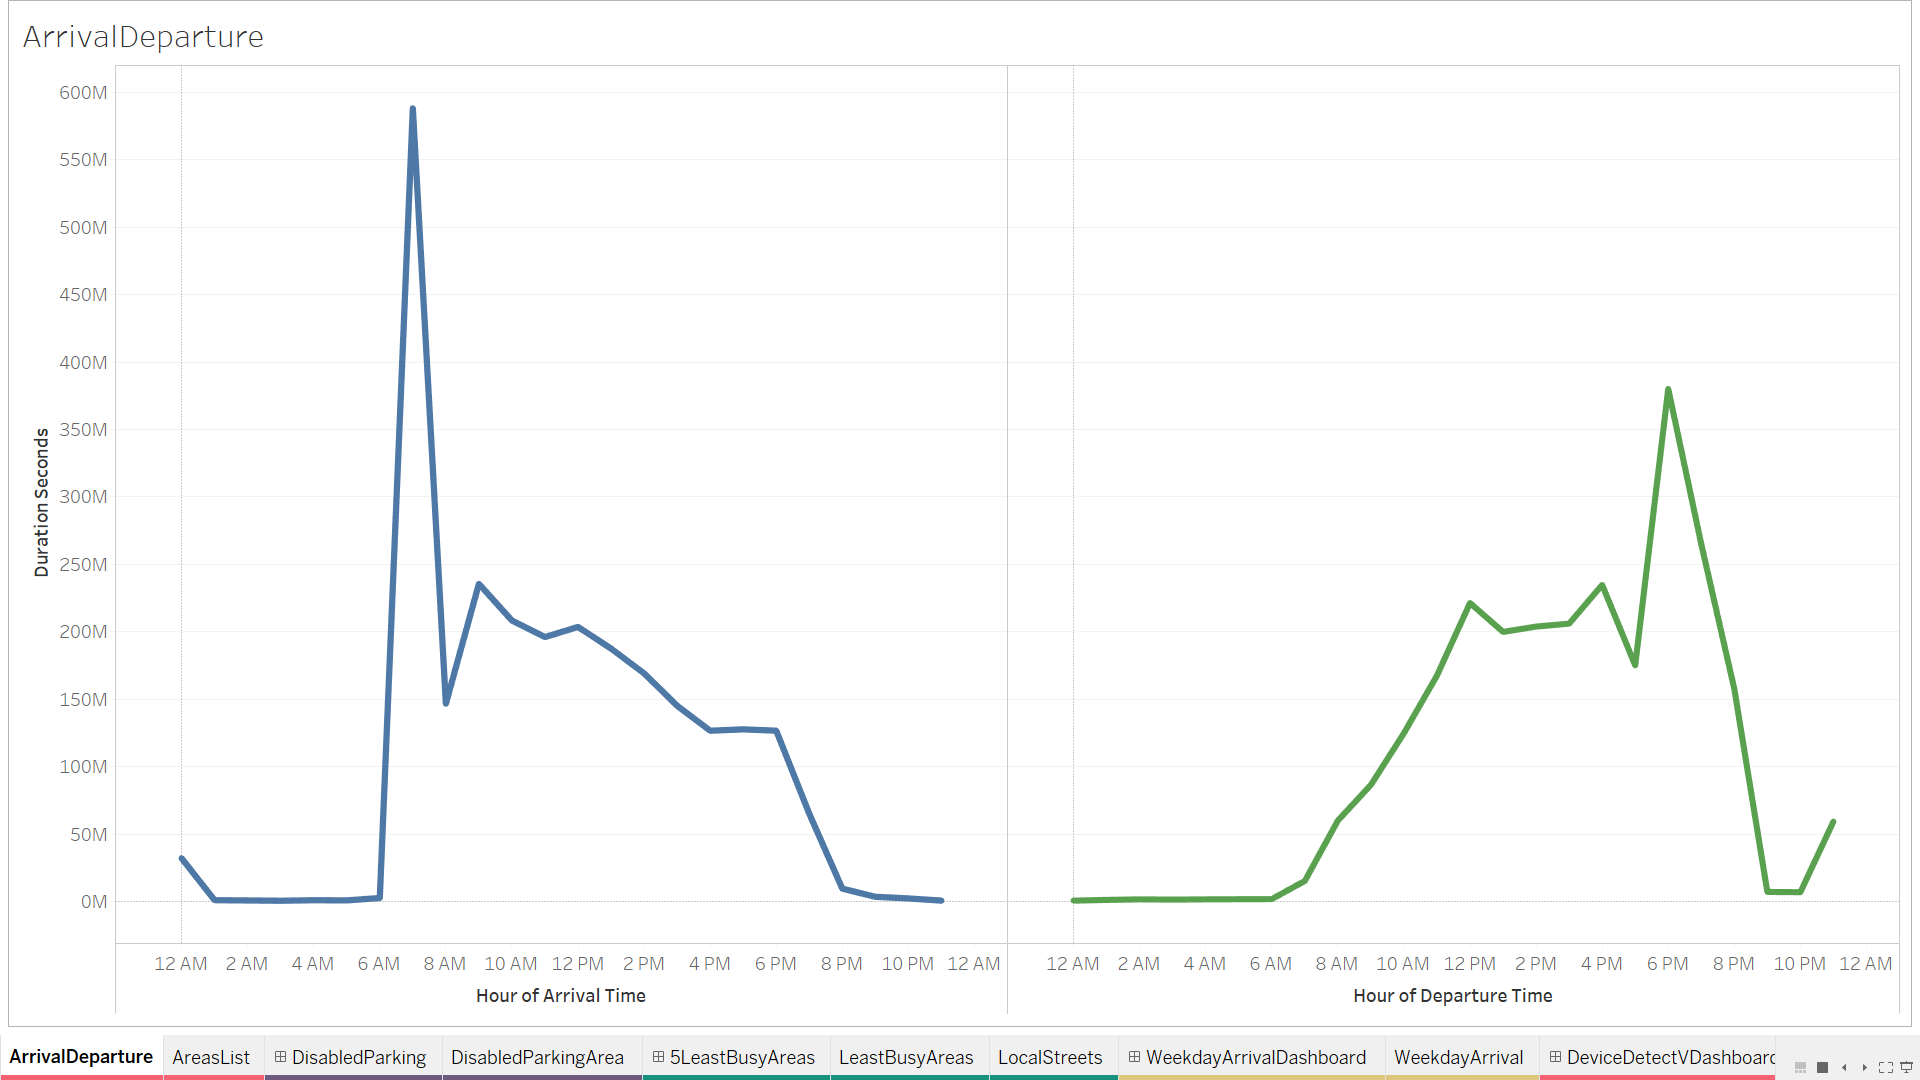 ArrivalDeparture
600M
550M
500M
450M
400M
350M
300M
250M
200M
150M
100M
50M
0M
Duration Seconds
12 AM 2 AM 4 AM 6 AM 8 AM 10 AM 12 PM 2 PM 4 PM 6 PM 8 PM 10 PM 12 AM
Hour of Arrival Time
12 AM 2 AM 4 AM 6 AM 8 AM 10 AM 12 PM 2 PM 4 PM 6 PM 8 PM 10 PM 12 AM
Hour of Departure Time
ArrivalDeparture AreasList DisabledParking DisabledParkingArea 5LeastBusyAreas LeastBusyAreas LocalStreets WeekdayArrivalDashboard WeekdayArrival DeviceDetectVDashboard